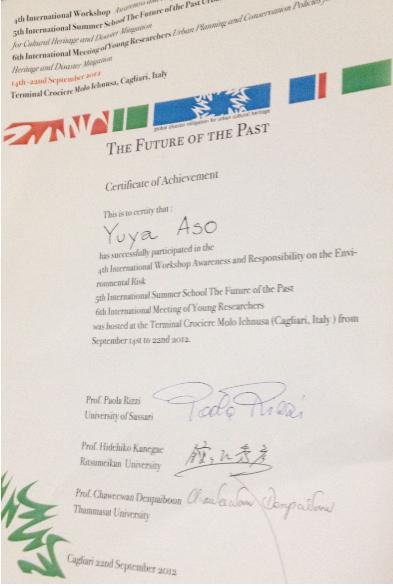 4th International Workshop Awareness and
5th International Summer School The Future of the Past Ur
for Cultural Heritage and Disaster Mitigation
6th International Meeting of Young Researchers Urban Planning and Conservation Policies f
Heritage and Disaster Mitigation
14th -22nd September 2012
Terminal Crociere Molo Ichnusa, Cagliari, Italy
global disaster mitigation for urban cultural heritage
THE FUTURE OF THE PAST
Certificate of Achievement
This is to certity that :
Yuya Aso
has successfully participated in the
4th International Workshop Awareness and Responsibility on the Envi-
ronmental Risk
5th International Summer School The Future of the Past
6th International Meeting of Young Researchers
was hosted at the Terminal Crociere Molo Ichnusa (Cagliari, Italy ) from
September 14st to 22nd 2012.
Prof. Paola Rizzi
Paola Rizzi
University of Sassari
Prof. Hidehiko Kanegae
Ritsumeikan University
Prof. Chaweewan Denpaiboon
Chaweewan Denpaiboon
Thammasat University
Cagliari 22nd September 2012